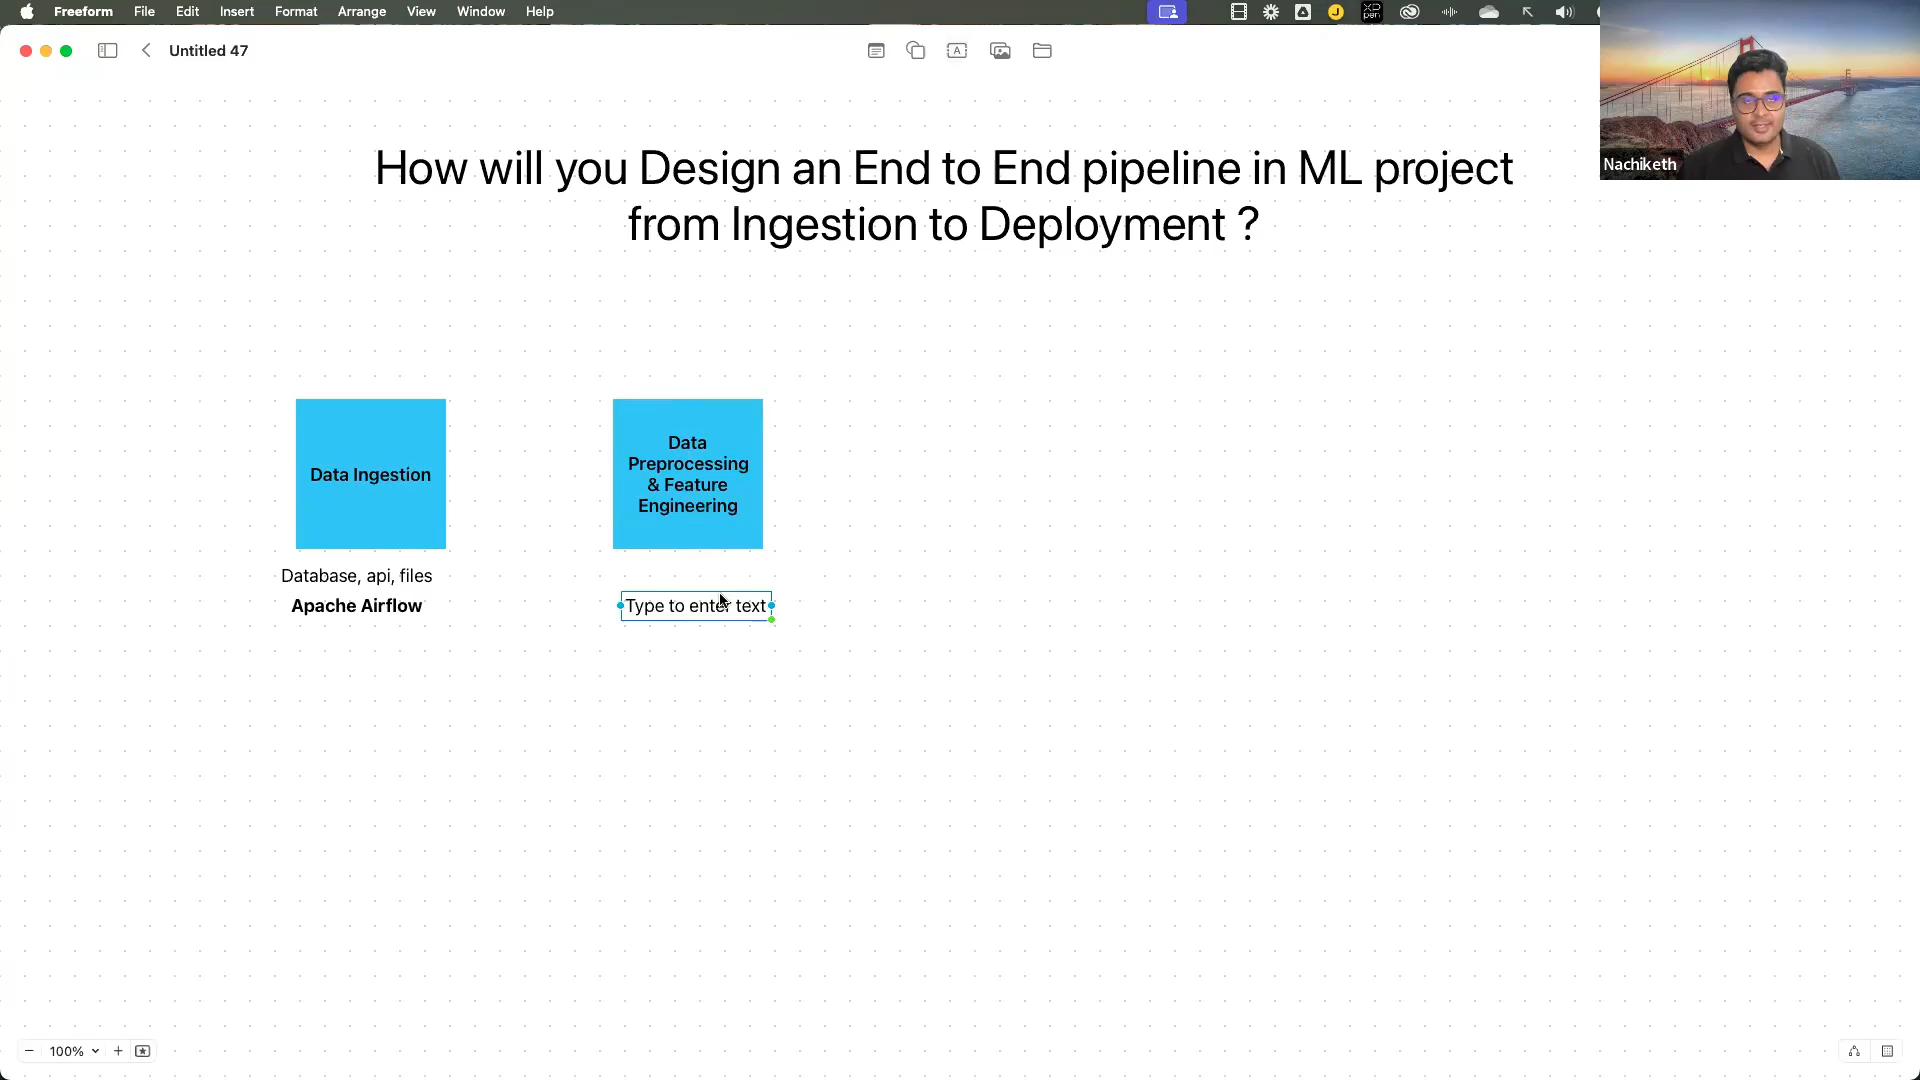 Freeform File Edit Insert Format Arrange View Window Help
Untitled 47
Nachiketh
How will you Design an End to End pipeline in ML project
from Ingestion to Deployment ?
Data Ingestion
Data
Preprocessing
& Feature
Engineering
Database, api, files
Apache Airflow
Type to enter text
100%